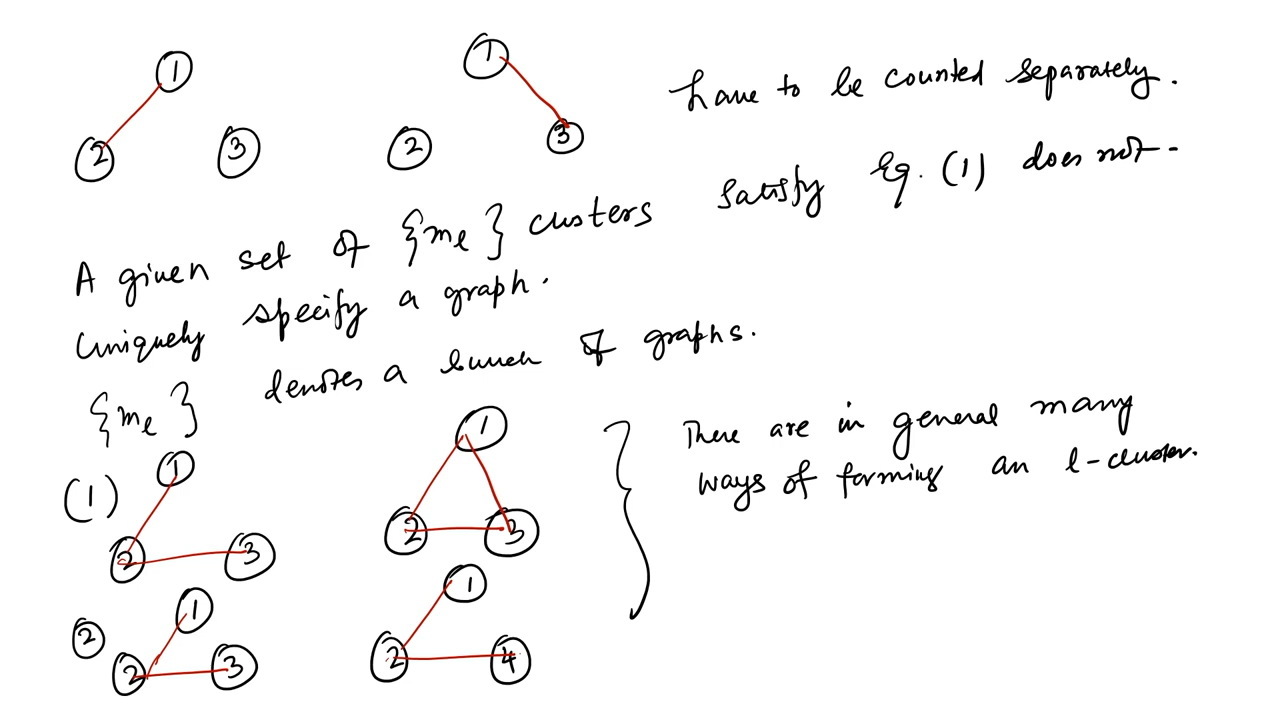 1 1 have to be counted separately.
2 3 2 3
A given set of {m_l} clusters satisfy Eq. (1) does not
uniquely specify a graph.
{m_l} denotes a bunch of graphs.
(1) 1 1 There are in general many
ways of forming an l-cluster.
2 3 2 3
2 1 1
2 3 2 4